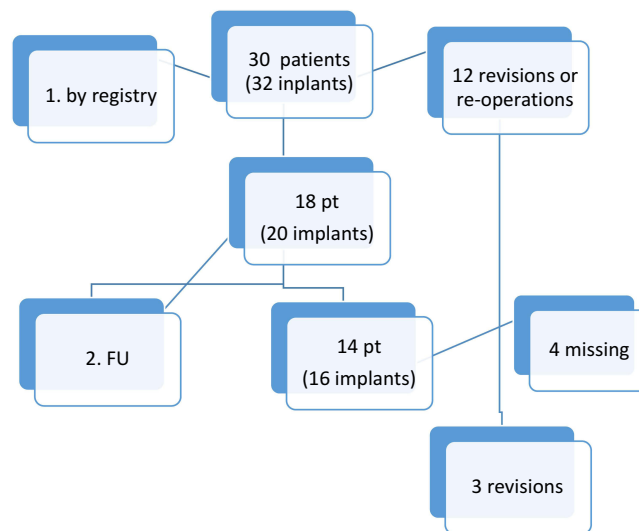 30 patients
(32 inplants)
1. by registry
12 revisions or
re-operations
18 pt
(20 implants)
2. FU
14 pt
(16 implants)
4 missing
3 revisions